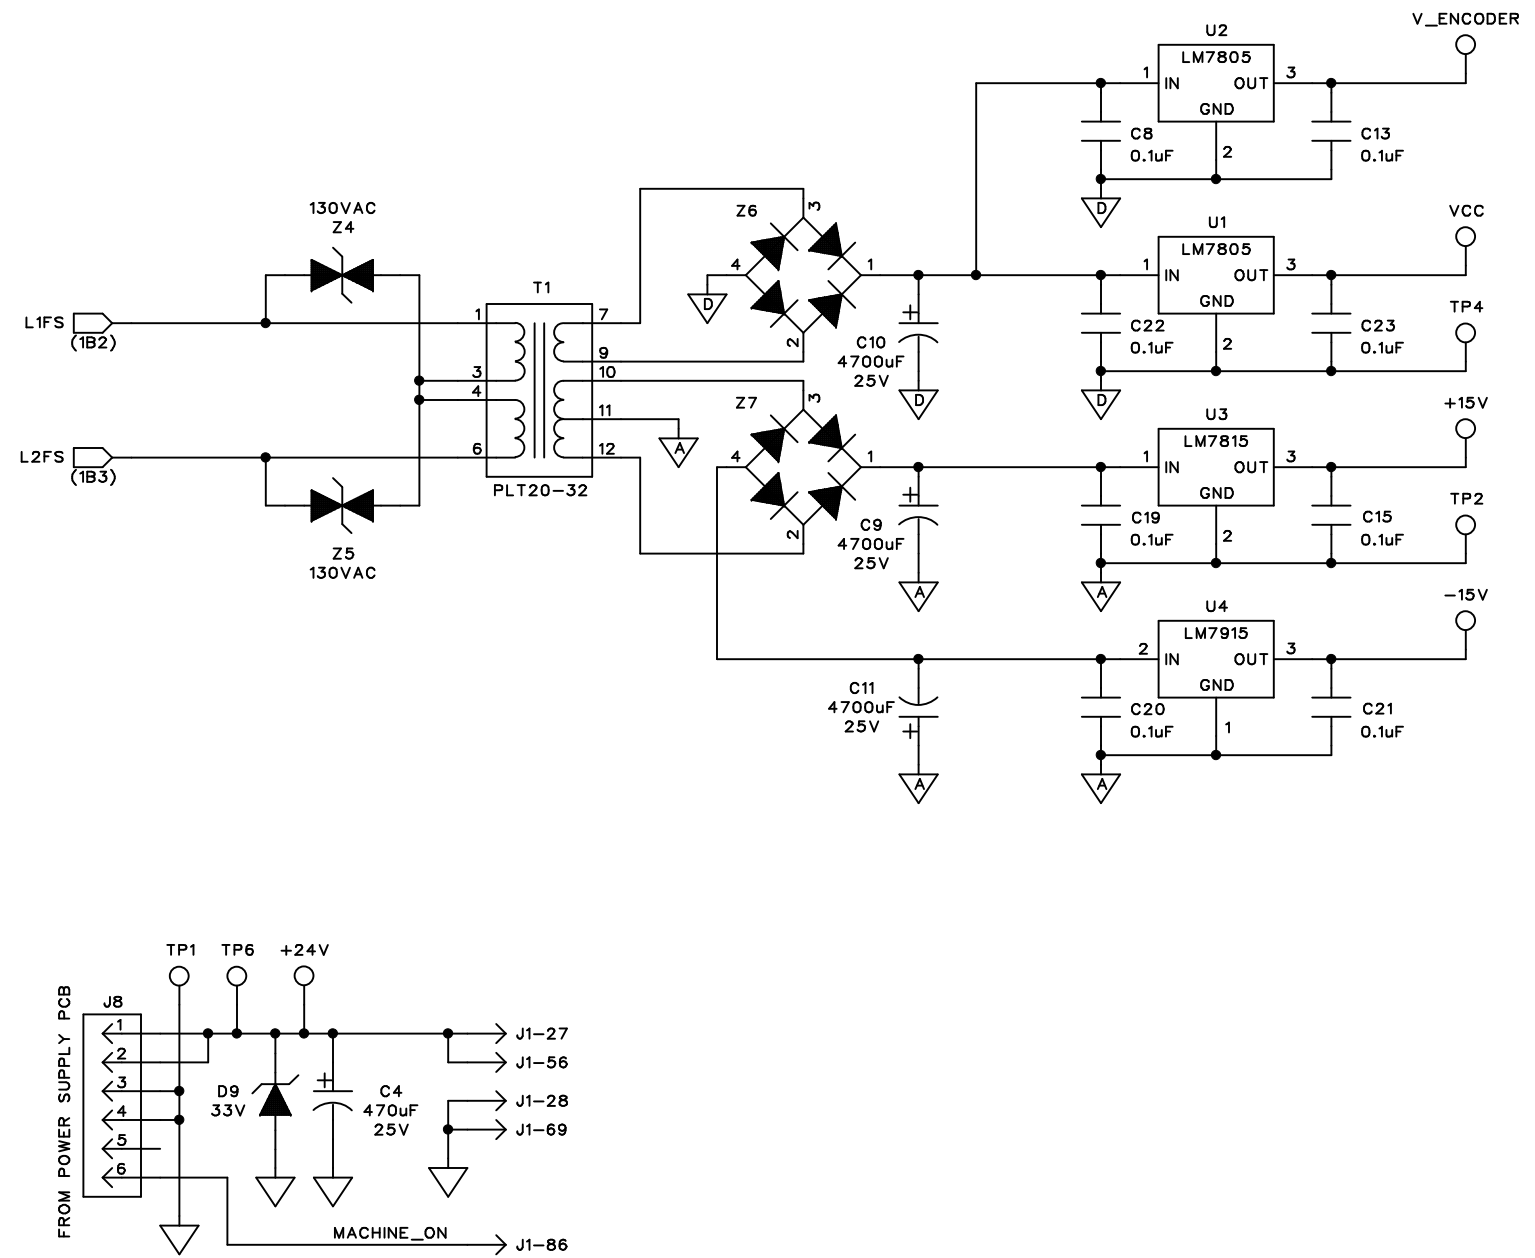 V_ENCODER
U2
LM7805
1
IN
OUT
3
GND
2
C8
0.1uF
C13
0.1uF
D
130VAC
Z4
Z6
3
4
1
2
D
U1
LM7805
VCC
1
IN
OUT
3
GND
2
C22
0.1uF
C23
0.1uF
TP4
D
L1FS
(1B2)
T1
1
3
4
6
7
9
10
11
12
PLT20-32
A
C10
4700uF
25V
D
Z7
3
4
1
2
L2FS
(1B3)
Z5
130VAC
C9
4700uF
25V
A
U3
LM7815
+15V
1
IN
OUT
3
GND
2
C19
0.1uF
C15
0.1uF
TP2
A
U4
LM7915
-15V
2
IN
OUT
3
GND
1
C11
4700uF
25V
A
C20
0.1uF
C21
0.1uF
A
TP1
TP6
+24V
FROM POWER SUPPLY PCB
J8
1
2
3
4
5
6
D9
33V
C4
470uF
25V
J1-27
J1-56
J1-28
J1-69
MACHINE_ON
J1-86